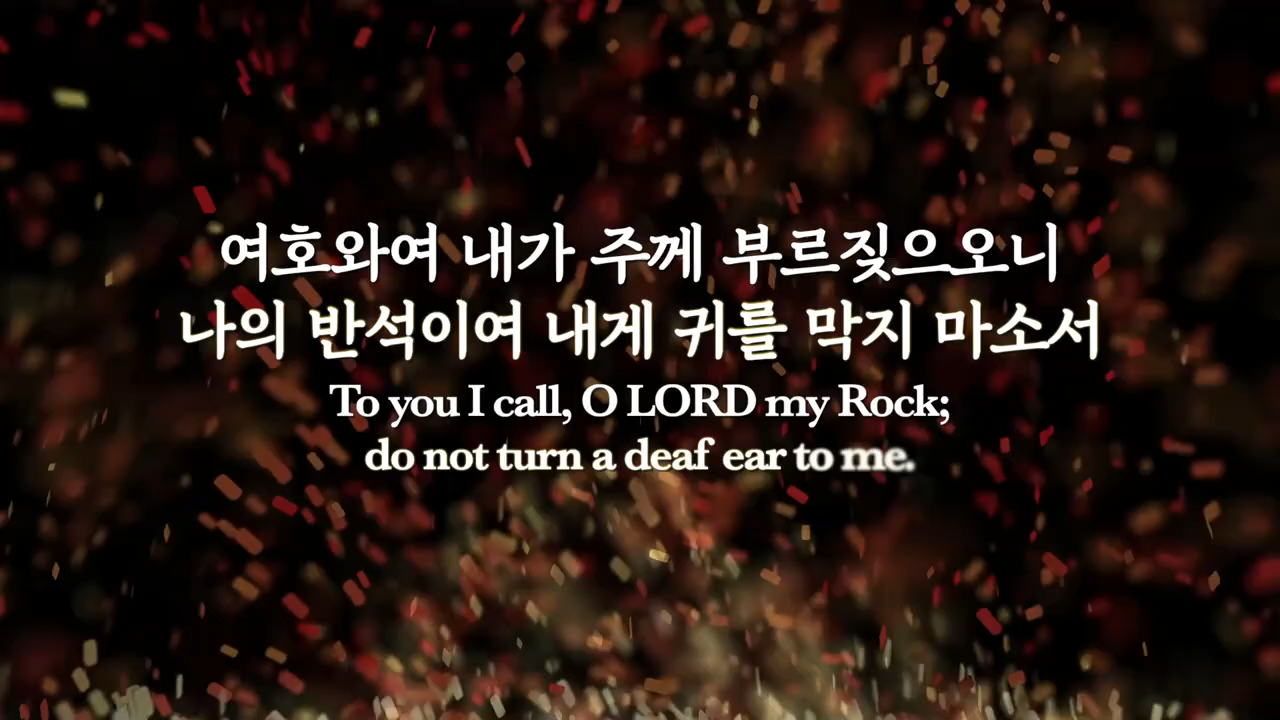 여호와여 내가 주께 부르짖으오니
나의 반석이여 내게 귀를 막지 마소서
To you I call, O LORD my Rock;
do not turn a deaf ear to me.